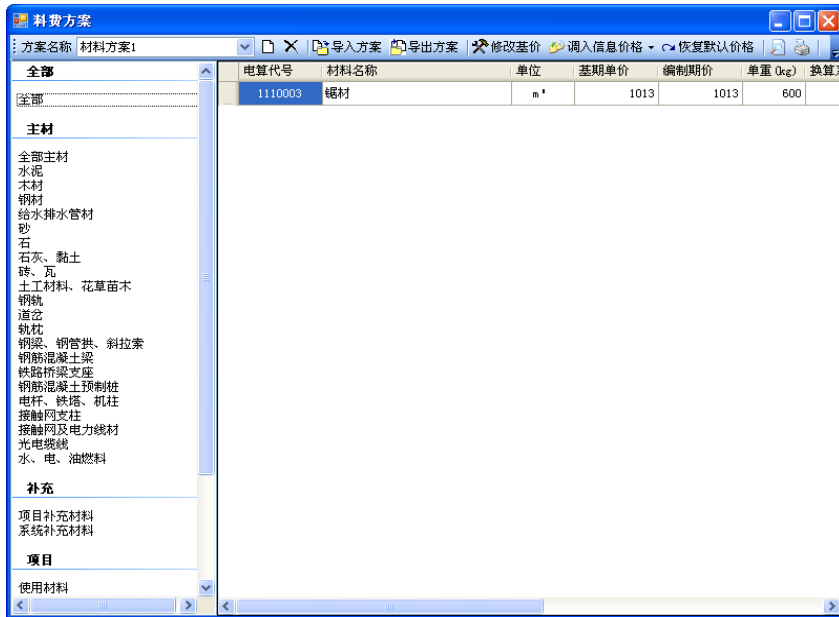 料费方案
方案名称 材料方案1 导入方案 导出方案 修改基价 调入信息价格 恢复默认价格
全部
全部
主材
全部主材
水泥
木材
钢材
给水排水管材
砂
石
石灰、黏土
砖、瓦
土工材料、花草苗木
钢轨
道岔
轨枕
钢梁、钢管拱、斜拉索
钢筋混凝土梁
铁路桥梁支座
钢筋混凝土预制桩
电杆、铁塔、机柱
接触网支柱
接触网及电力线材
光电缆线
水、电、油燃料
补充
项目补充材料
系统补充材料
项目
使用材料
电算代号 材料名称 单位 基期单价 编制期价 单重(kg) 换算
1110003 锯材 m³ 1013 1013 600